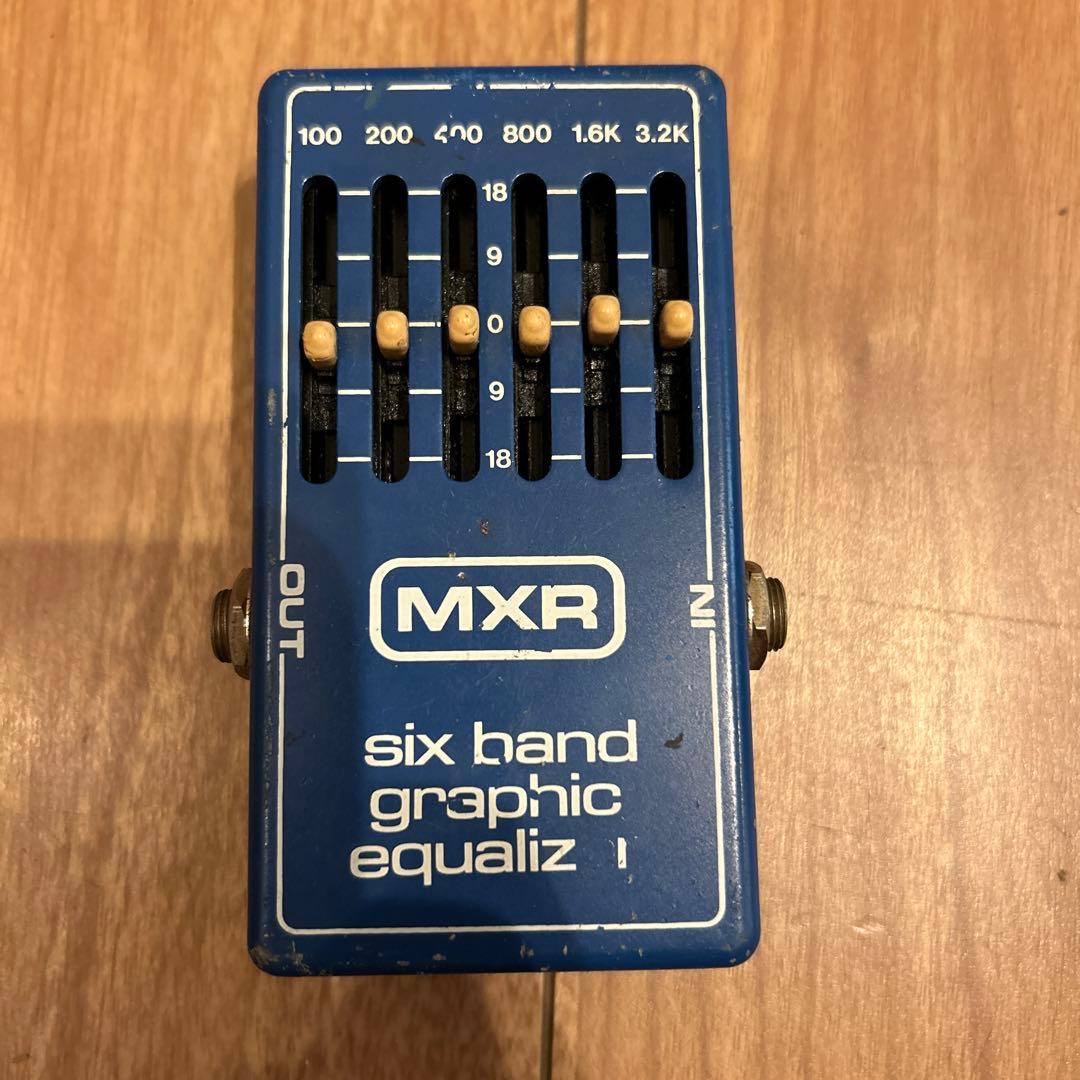 100 200 400 800 1.6K 3.2K
18
9
0
9
18
OUT
IN
MXR
six band
graphic
equaliz